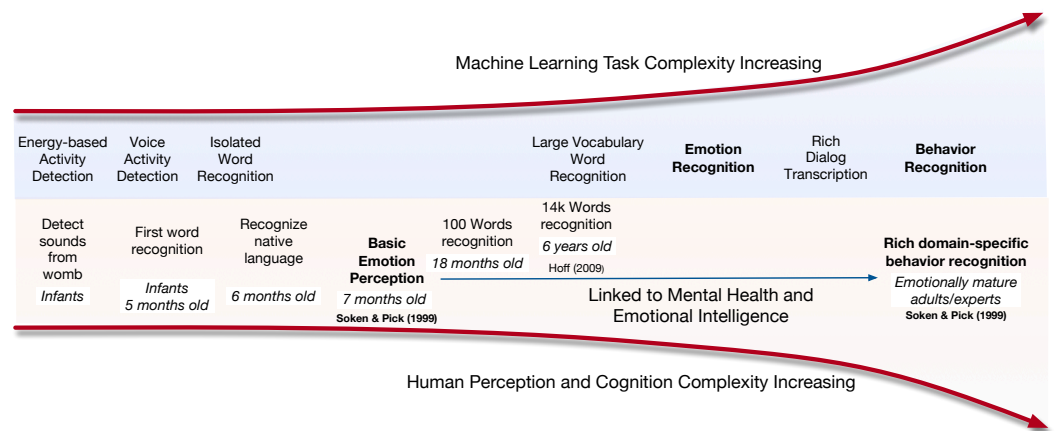 Machine Learning Task Complexity Increasing
Energy-based
Activity
Detection
Voice
Activity
Detection
Isolated
Word
Recognition
Large Vocabulary
Word
Recognition
Emotion
Recognition
Rich
Dialog
Transcription
Behavior
Recognition
Detect
sounds
from
womb
Infants
First word
recognition
Infants
5 months old
Recognize
native
language
6 months old
Basic
Emotion
Perception
7 months old
Soken & Pick (1999)
100 Words
recognition
18 months old
14k Words
recognition
6 years old
Hoff (2009)
Linked to Mental Health and
Emotional Intelligence
Rich domain-specific
behavior recognition
Emotionally mature
adults/experts
Soken & Pick (1999)
Human Perception and Cognition Complexity Increasing